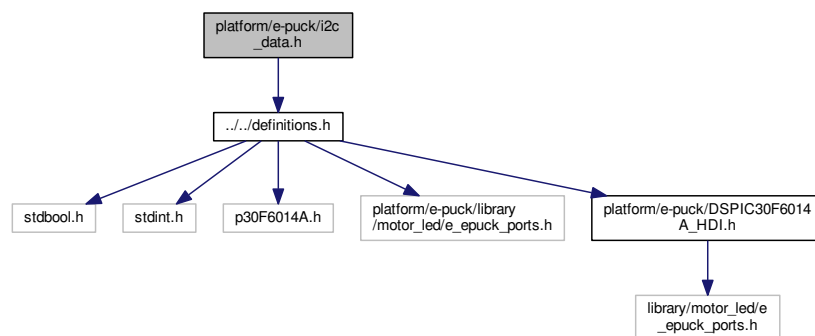 platform/e-puck/i2c
_data.h
../../definitions.h
stdbool.h
stdint.h
p30F6014A.h
platform/e-puck/library
/motor_led/e_epuck_ports.h
platform/e-puck/DSPIC30F6014
A_HDI.h
library/motor_led/e
_epuck_ports.h